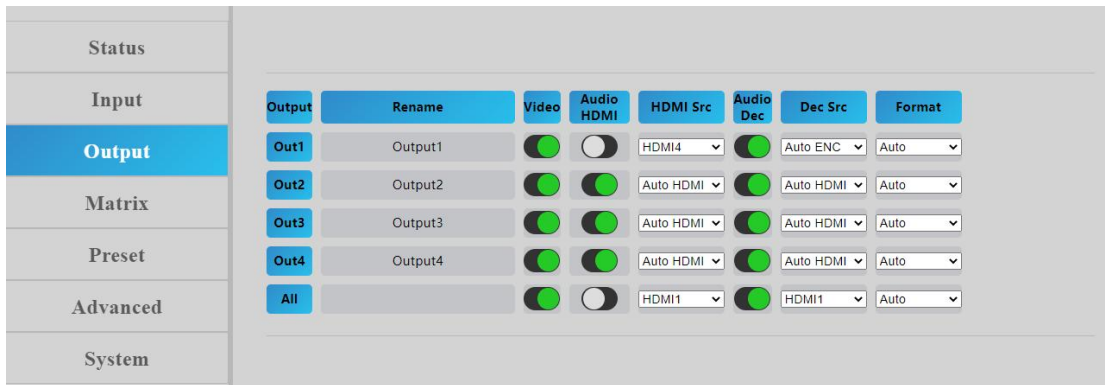 Status
Input
Output
Matrix
Preset
Advanced
System
Output Rename Video Audio HDMI HDMI Src Audio Dec Dec Src Format
Out1 Output1 HDMI4 Auto ENC Auto
Out2 Output2 Auto HDMI Auto HDMI Auto
Out3 Output3 Auto HDMI Auto HDMI Auto
Out4 Output4 Auto HDMI Auto HDMI Auto
All HDMI1 HDMI1 Auto